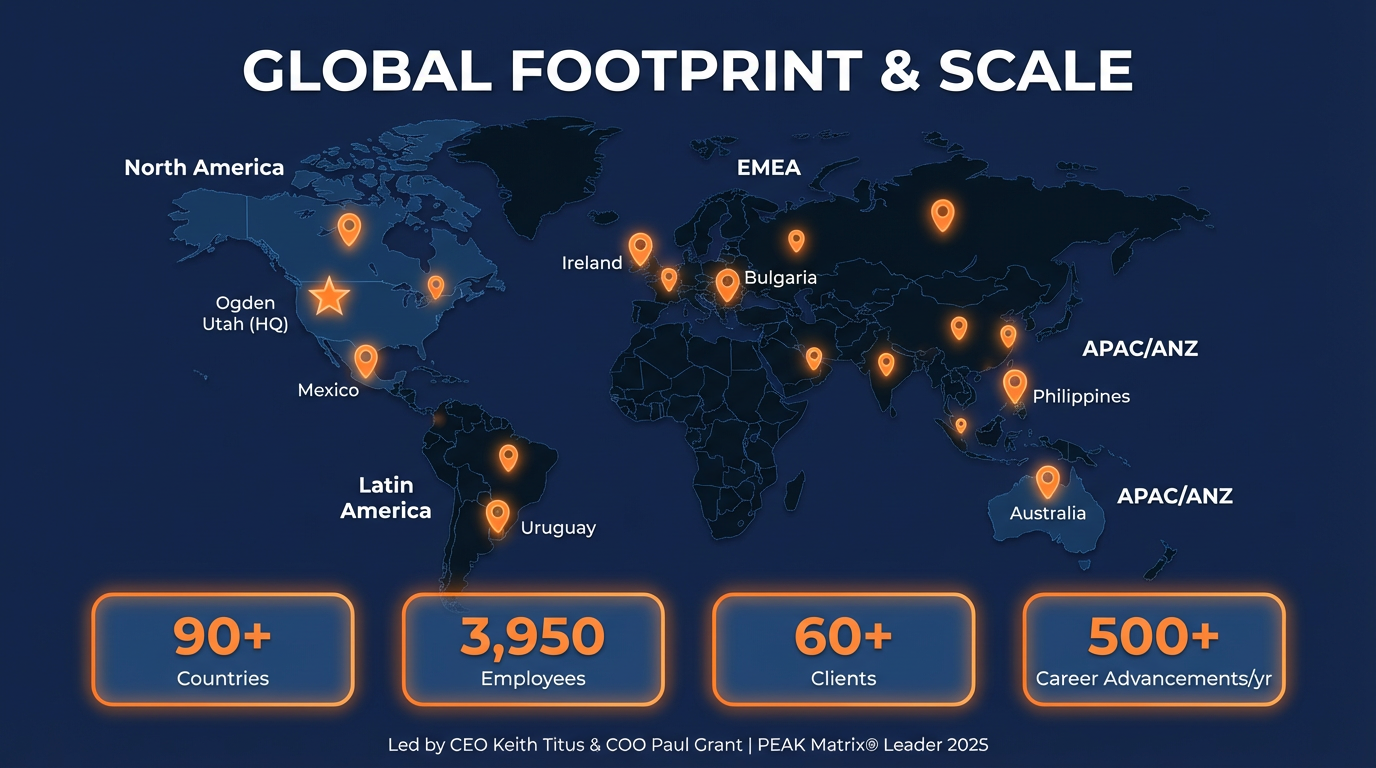 GLOBAL FOOTPRINT & SCALE
North America
EMEA
Ireland
Bulgaria
Ogden
Utah (HQ)
APAC/ANZ
Mexico
Philippines
Latin
America
APAC/ANZ
Australia
Uruguay
90+
Countries
3,950
Employees
60+
Clients
500+
Career Advancements/yr
Led by CEO Keith Titus & COO Paul Grant | PEAK Matrix® Leader 2025